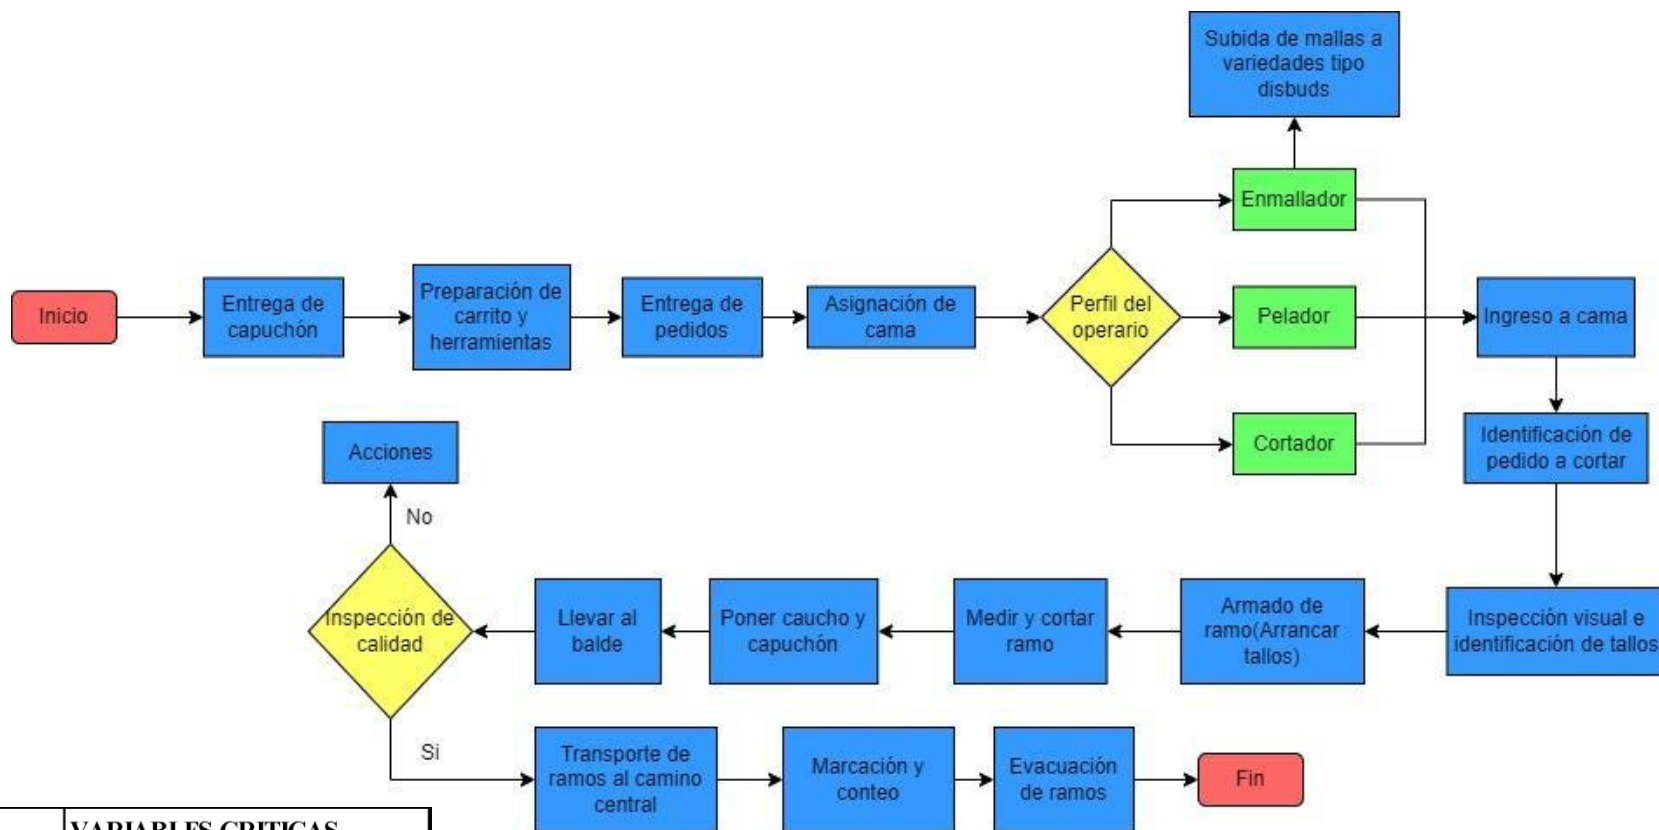 Subida de mallas a
variedades tipo
disbuds
Enmallador
Inicio
Entrega de
capuchón
Preparación de
carrito y
herramientas
Entrega de
pedidos
Asignación de
cama
Perfil del
operario
Pelador
Ingreso a cama
Cortador
Identificación de
pedido a cortar
Acciones
No
Inspección visual e
identificación de tallos
Armado de
ramo(Arrancar
tallos)
Medir y cortar
ramo
Poner caucho y
capuchón
Llevar al
balde
Inspección de
calidad
Si
Transporte de
ramos al camino
central
Marcación y
conteo
Evacuación
de ramos
Fin
VARIABLES CRITICAS